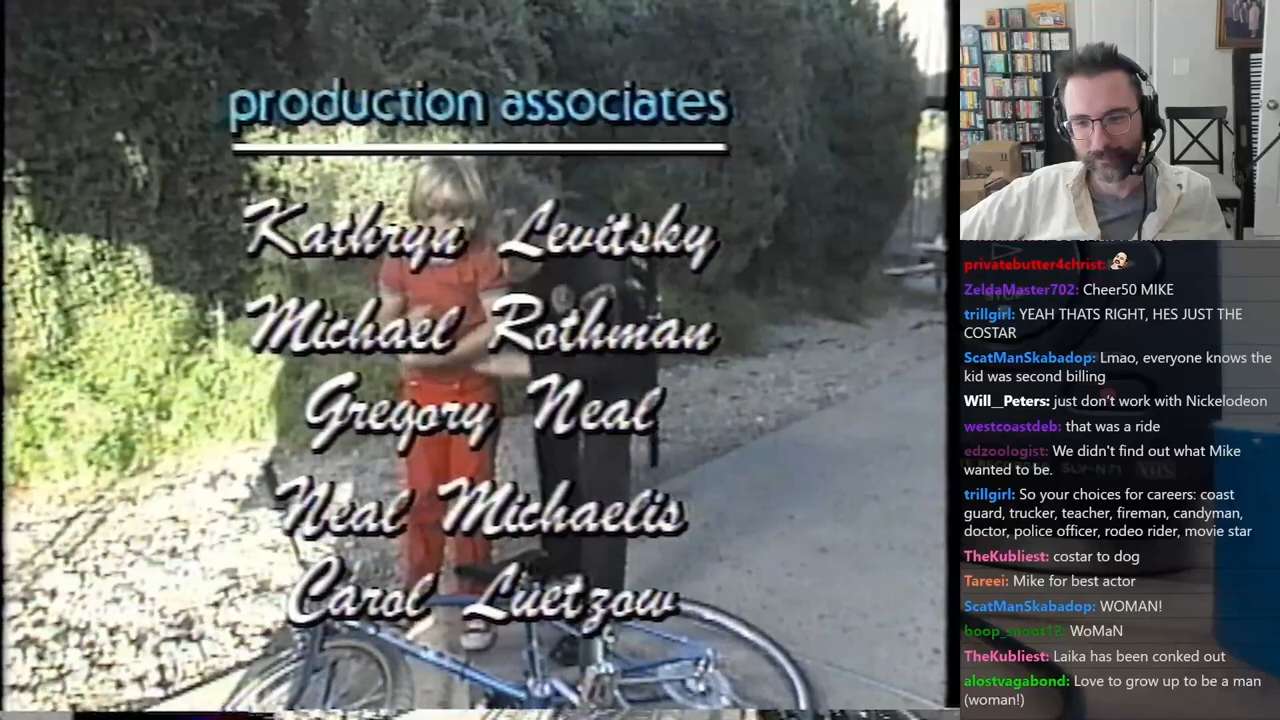 production associates
Kathryn Levitsky
Michael Rothman
Gregory Neal
Neal Michaelis
Carol Luetzow
privatebutter4christ:
ZeldaMaster702: Cheer50 MIKE
trillgirl: YEAH THATS RIGHT, HES JUST THE
COSTAR
ScatManSkabadop: Lmao, everyone knows the
kid was second billing
Will__Peters: just don't work with Nickelodeon
westcoastdeb: that was a ride
edzoologist: We didn't find out what Mike
wanted to be.
trillgirl: So your choices for careers: coast
guard, trucker, teacher, fireman, candyman,
doctor, police officer, rodeo rider, movie star
TheKubliest: costar to dog
Tareei: Mike for best actor
ScatManSkabadop: WOMAN!
boop_snoot12: WoMaN
TheKubliest: Laika has been conked out
alostvagabond: Love to grow up to be a man
(woman!)